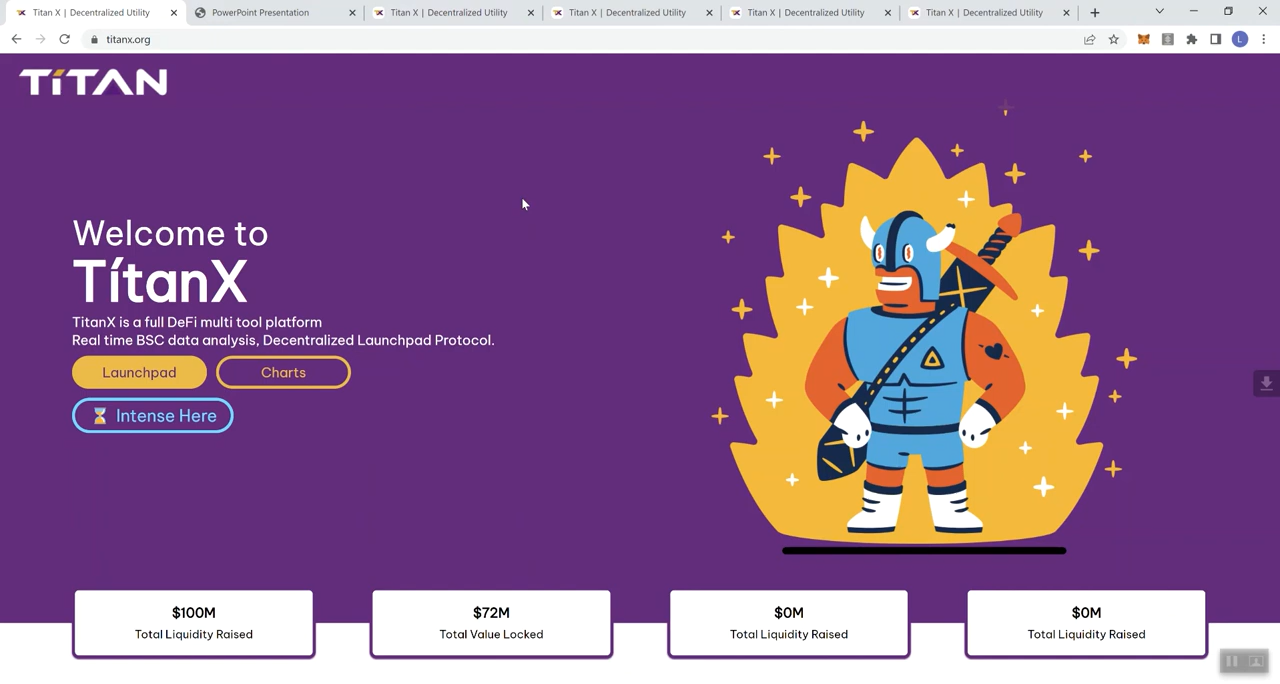 Titan X | Decentralized Utility
PowerPoint Presentation
Titan X | Decentralized Utility
Titan X | Decentralized Utility
Titan X | Decentralized Utility
Titan X | Decentralized Utility
titanx.org
L
TíTAN
Welcome to
TítanX
TitanX is a full DeFi multi tool platform
Real time BSC data analysis, Decentralized Launchpad Protocol.
Launchpad
Charts
⏳ Intense Here
$100M
Total Liquidity Raised
$72M
Total Value Locked
$0M
Total Liquidity Raised
$0M
Total Liquidity Raised